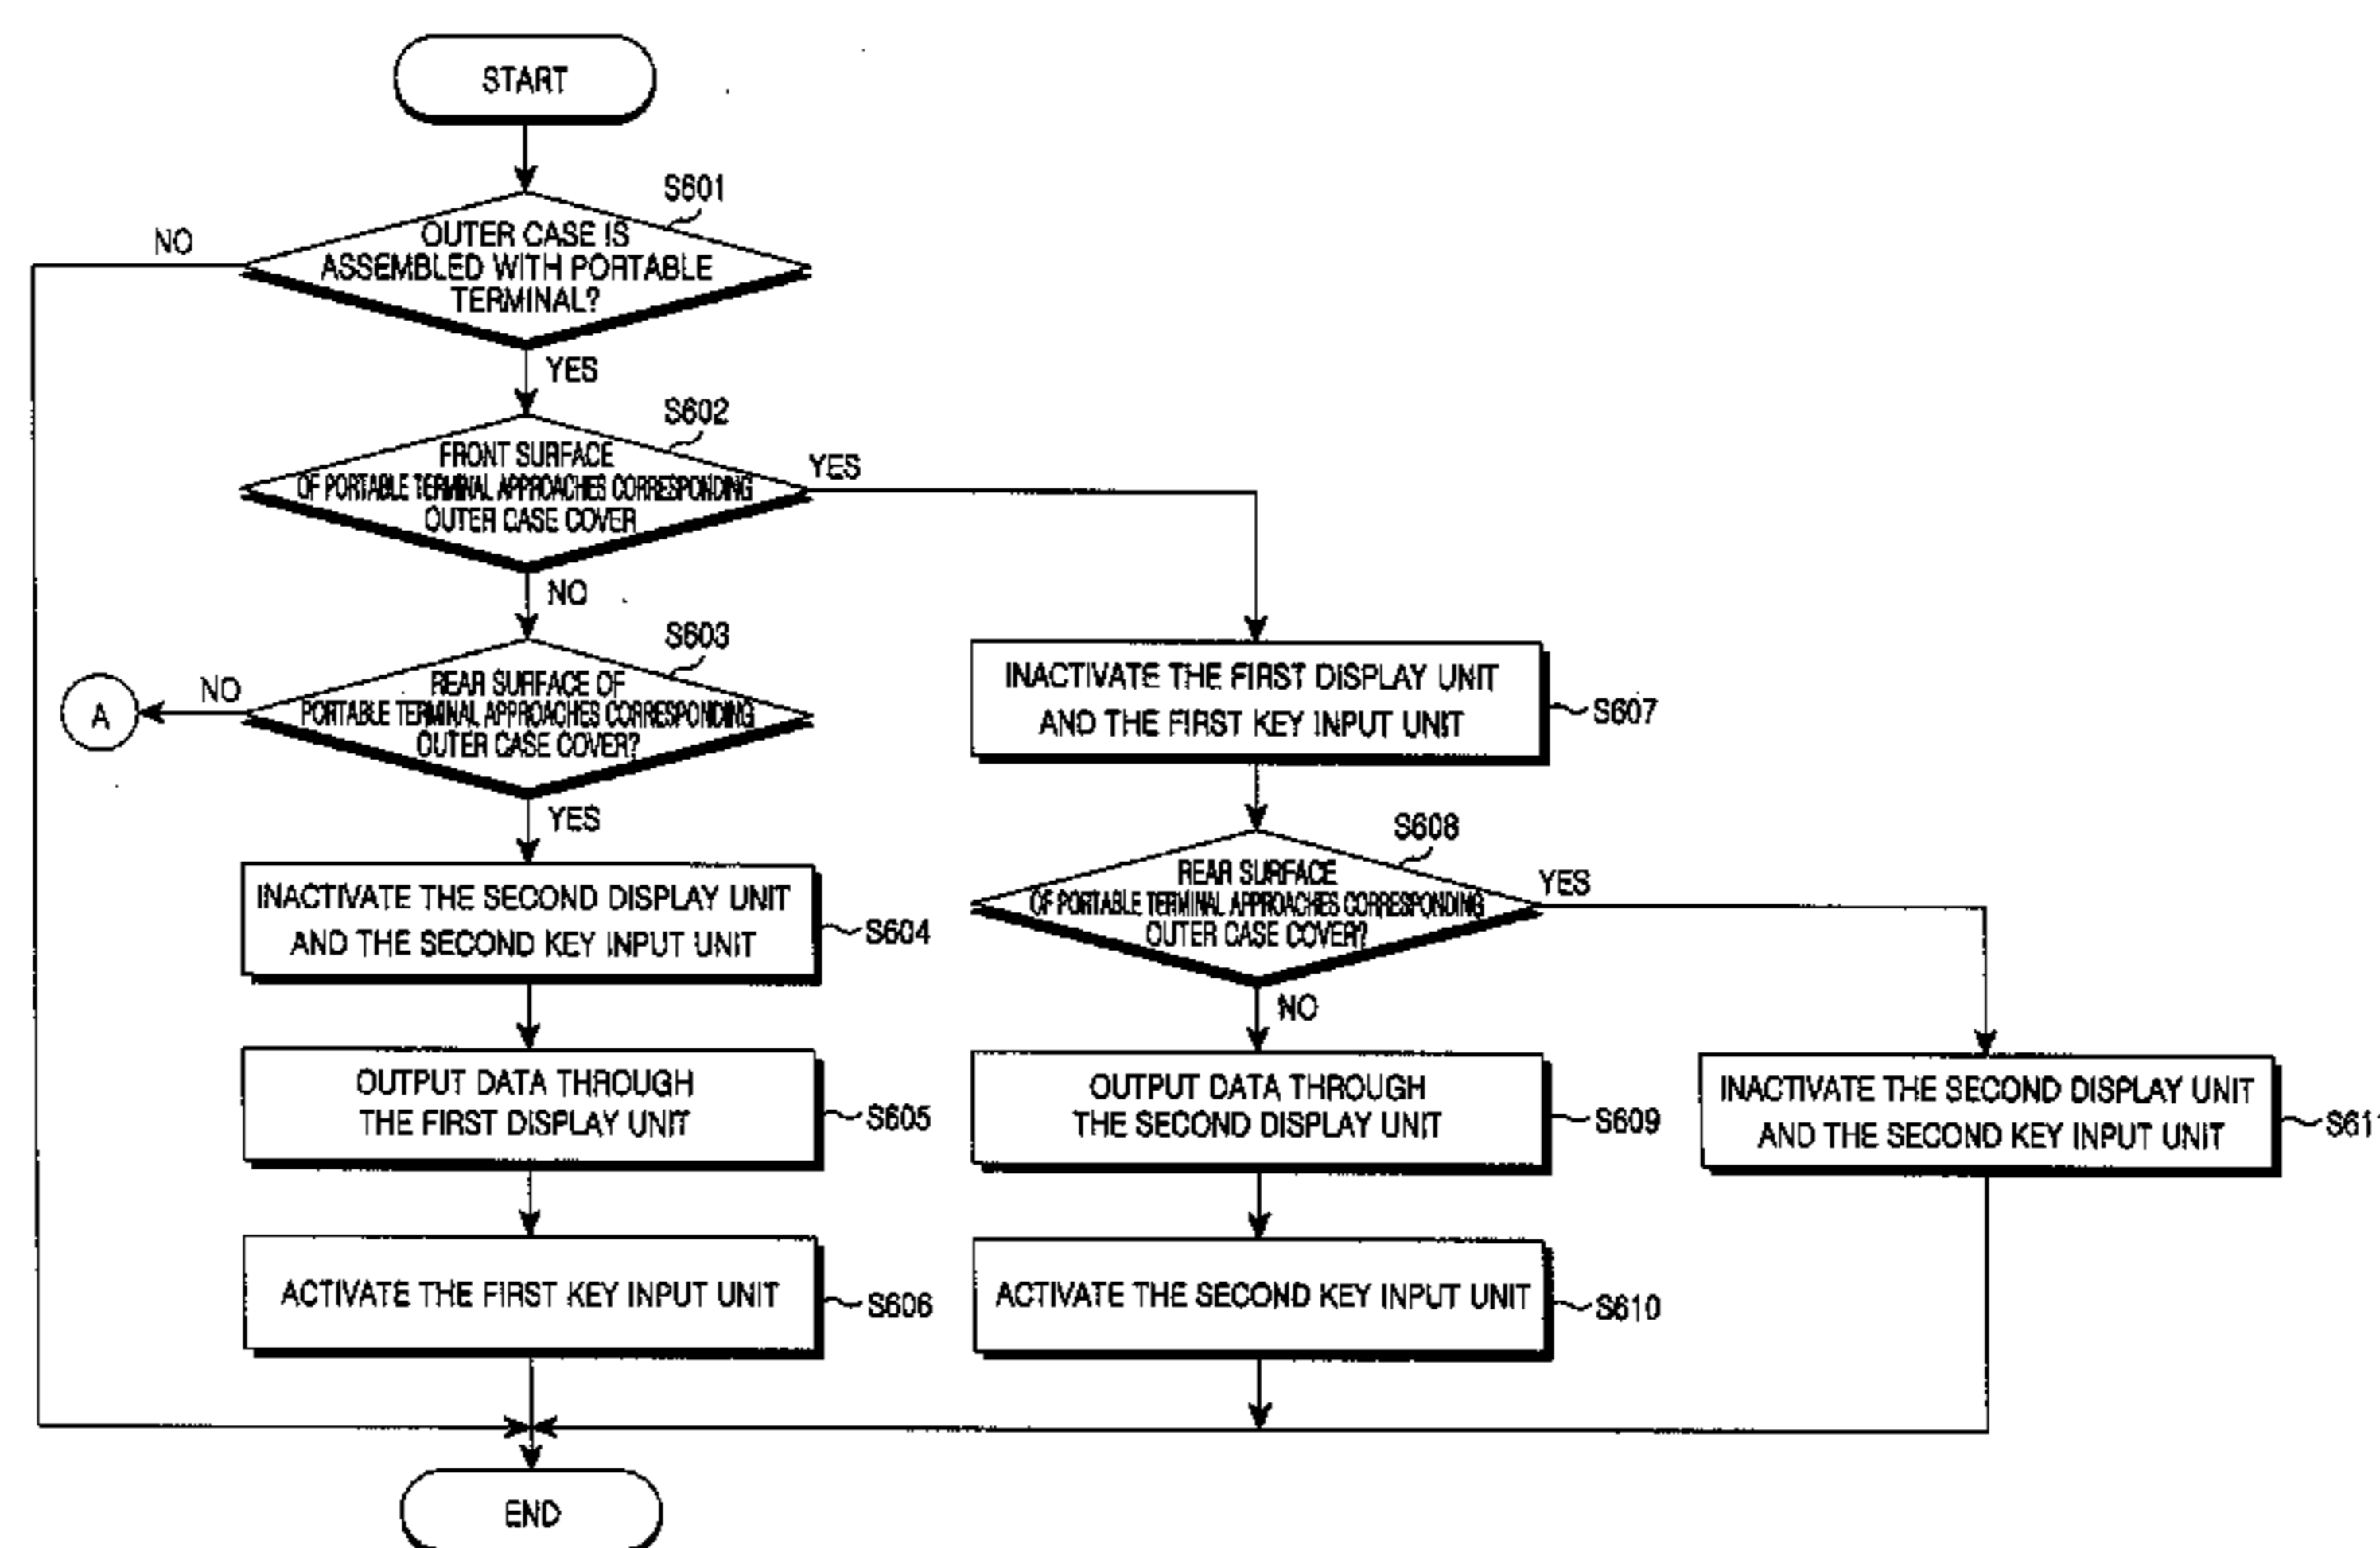 START
S601
NO
OUTER CASE IS
ASSEMBLED WITH PORTABLE
TERMINAL?
YES
S602
FRONT SURFACE
OF PORTABLE TERMINAL APPROACHES CORRESPONDING
OUTER CASE COVER
YES
NO
S603
NO
A
REAR SURFACE OF
PORTABLE TERMINAL APPROACHES CORRESPONDING
OUTER CASE COVER?
YES
INACTIVATE THE FIRST DISPLAY UNIT
AND THE FIRST KEY INPUT UNIT
S607
S608
REAR SURFACE
OF PORTABLE TERMINAL APPROACHES CORRESPONDING
OUTER CASE COVER?
YES
NO
INACTIVATE THE SECOND DISPLAY UNIT
AND THE SECOND KEY INPUT UNIT
S604
OUTPUT DATA THROUGH
THE FIRST DISPLAY UNIT
S605
OUTPUT DATA THROUGH
THE SECOND DISPLAY UNIT
S609
INACTIVATE THE SECOND DISPLAY UNIT
AND THE SECOND KEY INPUT UNIT
S611
ACTIVATE THE FIRST KEY INPUT UNIT
S606
ACTIVATE THE SECOND KEY INPUT UNIT
S610
END